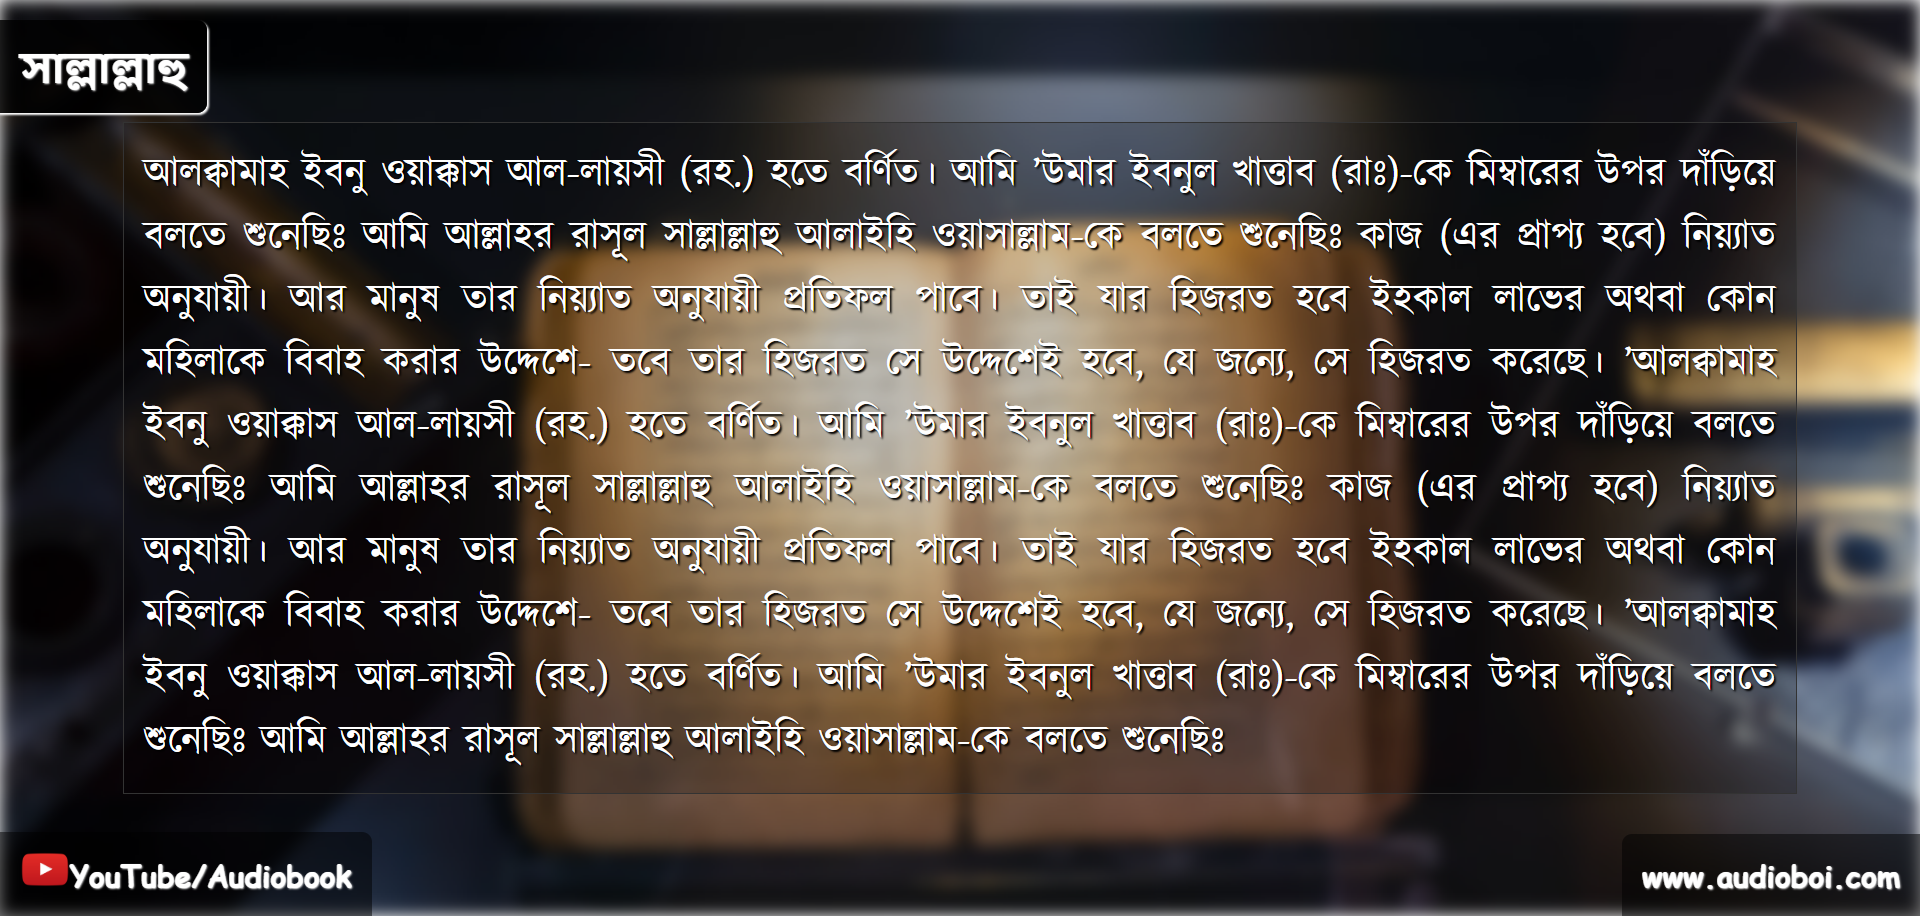 সাল্লাল্লাহু
আলক্বামাহ ইবনু ওয়াক্কাস আল-লায়সী (রহ.) হতে বর্ণিত। আমি ’উমার ইবনুল খাত্তাব (রাঃ)-কে মিম্বারের উপর দাঁড়িয়ে
বলতে শুনেছিঃ আমি আল্লাহর রাসূল সাল্লাল্লাহু আলাইহি ওয়াসাল্লাম-কে বলতে শুনেছিঃ কাজ (এর প্রাপ্য হবে) নিয়্যাত
অনুযায়ী। আর মানুষ তার নিয়্যাত অনুযায়ী প্রতিফল পাবে। তাই যার হিজরত হবে ইহকাল লাভের অথবা কোন
মহিলাকে বিবাহ করার উদ্দেশে- তবে তার হিজরত সে উদ্দেশেই হবে, যে জন্যে, সে হিজরত করেছে। ’আলক্বামাহ
ইবনু ওয়াক্কাস আল-লায়সী (রহ.) হতে বর্ণিত। আমি ’উমার ইবনুল খাত্তাব (রাঃ)-কে মিম্বারের উপর দাঁড়িয়ে বলতে
শুনেছিঃ আমি আল্লাহর রাসূল সাল্লাল্লাহু আলাইহি ওয়াসাল্লাম-কে বলতে শুনেছিঃ কাজ (এর প্রাপ্য হবে) নিয়্যাত
অনুযায়ী। আর মানুষ তার নিয়্যাত অনুযায়ী প্রতিফল পাবে। তাই যার হিজরত হবে ইহকাল লাভের অথবা কোন
মহিলাকে বিবাহ করার উদ্দেশে- তবে তার হিজরত সে উদ্দেশেই হবে, যে জন্যে, সে হিজরত করেছে। ’আলক্বামাহ
ইবনু ওয়াক্কাস আল-লায়সী (রহ.) হতে বর্ণিত। আমি ’উমার ইবনুল খাত্তাব (রাঃ)-কে মিম্বারের উপর দাঁড়িয়ে বলতে
শুনেছিঃ আমি আল্লাহর রাসূল সাল্লাল্লাহু আলাইহি ওয়াসাল্লাম-কে বলতে শুনেছিঃ
YouTube/Audiobook
www.audioboi.com